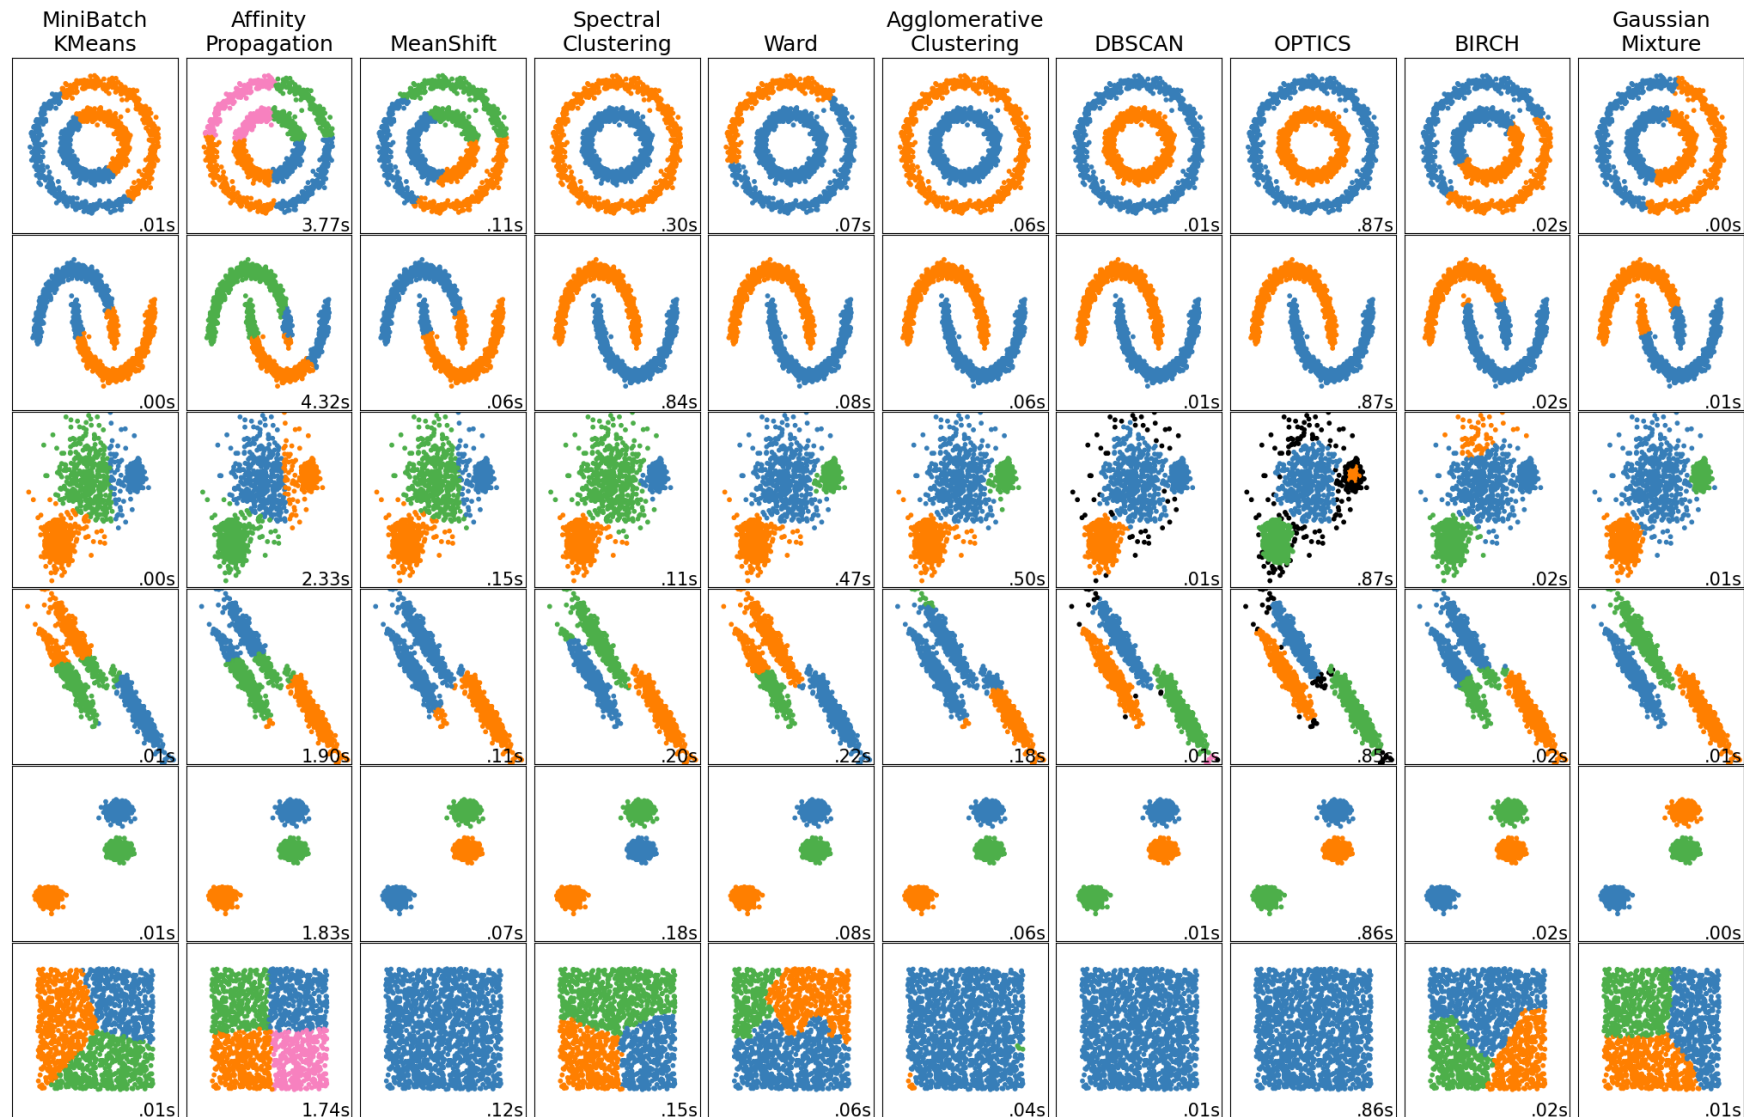 MiniBatch
KMeans
Affinity
Propagation
MeanShift
Spectral
Clustering
Ward
Agglomerative
Clustering
DBSCAN
OPTICS
BIRCH
Gaussian
Mixture
.01s
3.77s
.11s
.30s
.07s
.06s
.01s
.87s
.02s
.00s
.00s
4.32s
.06s
.84s
.08s
.06s
.01s
.87s
.02s
.01s
.00s
2.33s
.15s
.11s
.47s
.50s
.01s
.87s
.02s
.01s
.01s
1.90s
.11s
.20s
.22s
.18s
.01s
.85s
.02s
.01s
.01s
1.83s
.07s
.18s
.08s
.06s
.01s
.86s
.02s
.00s
.01s
1.74s
.12s
.15s
.06s
.04s
.01s
.86s
.02s
.01s